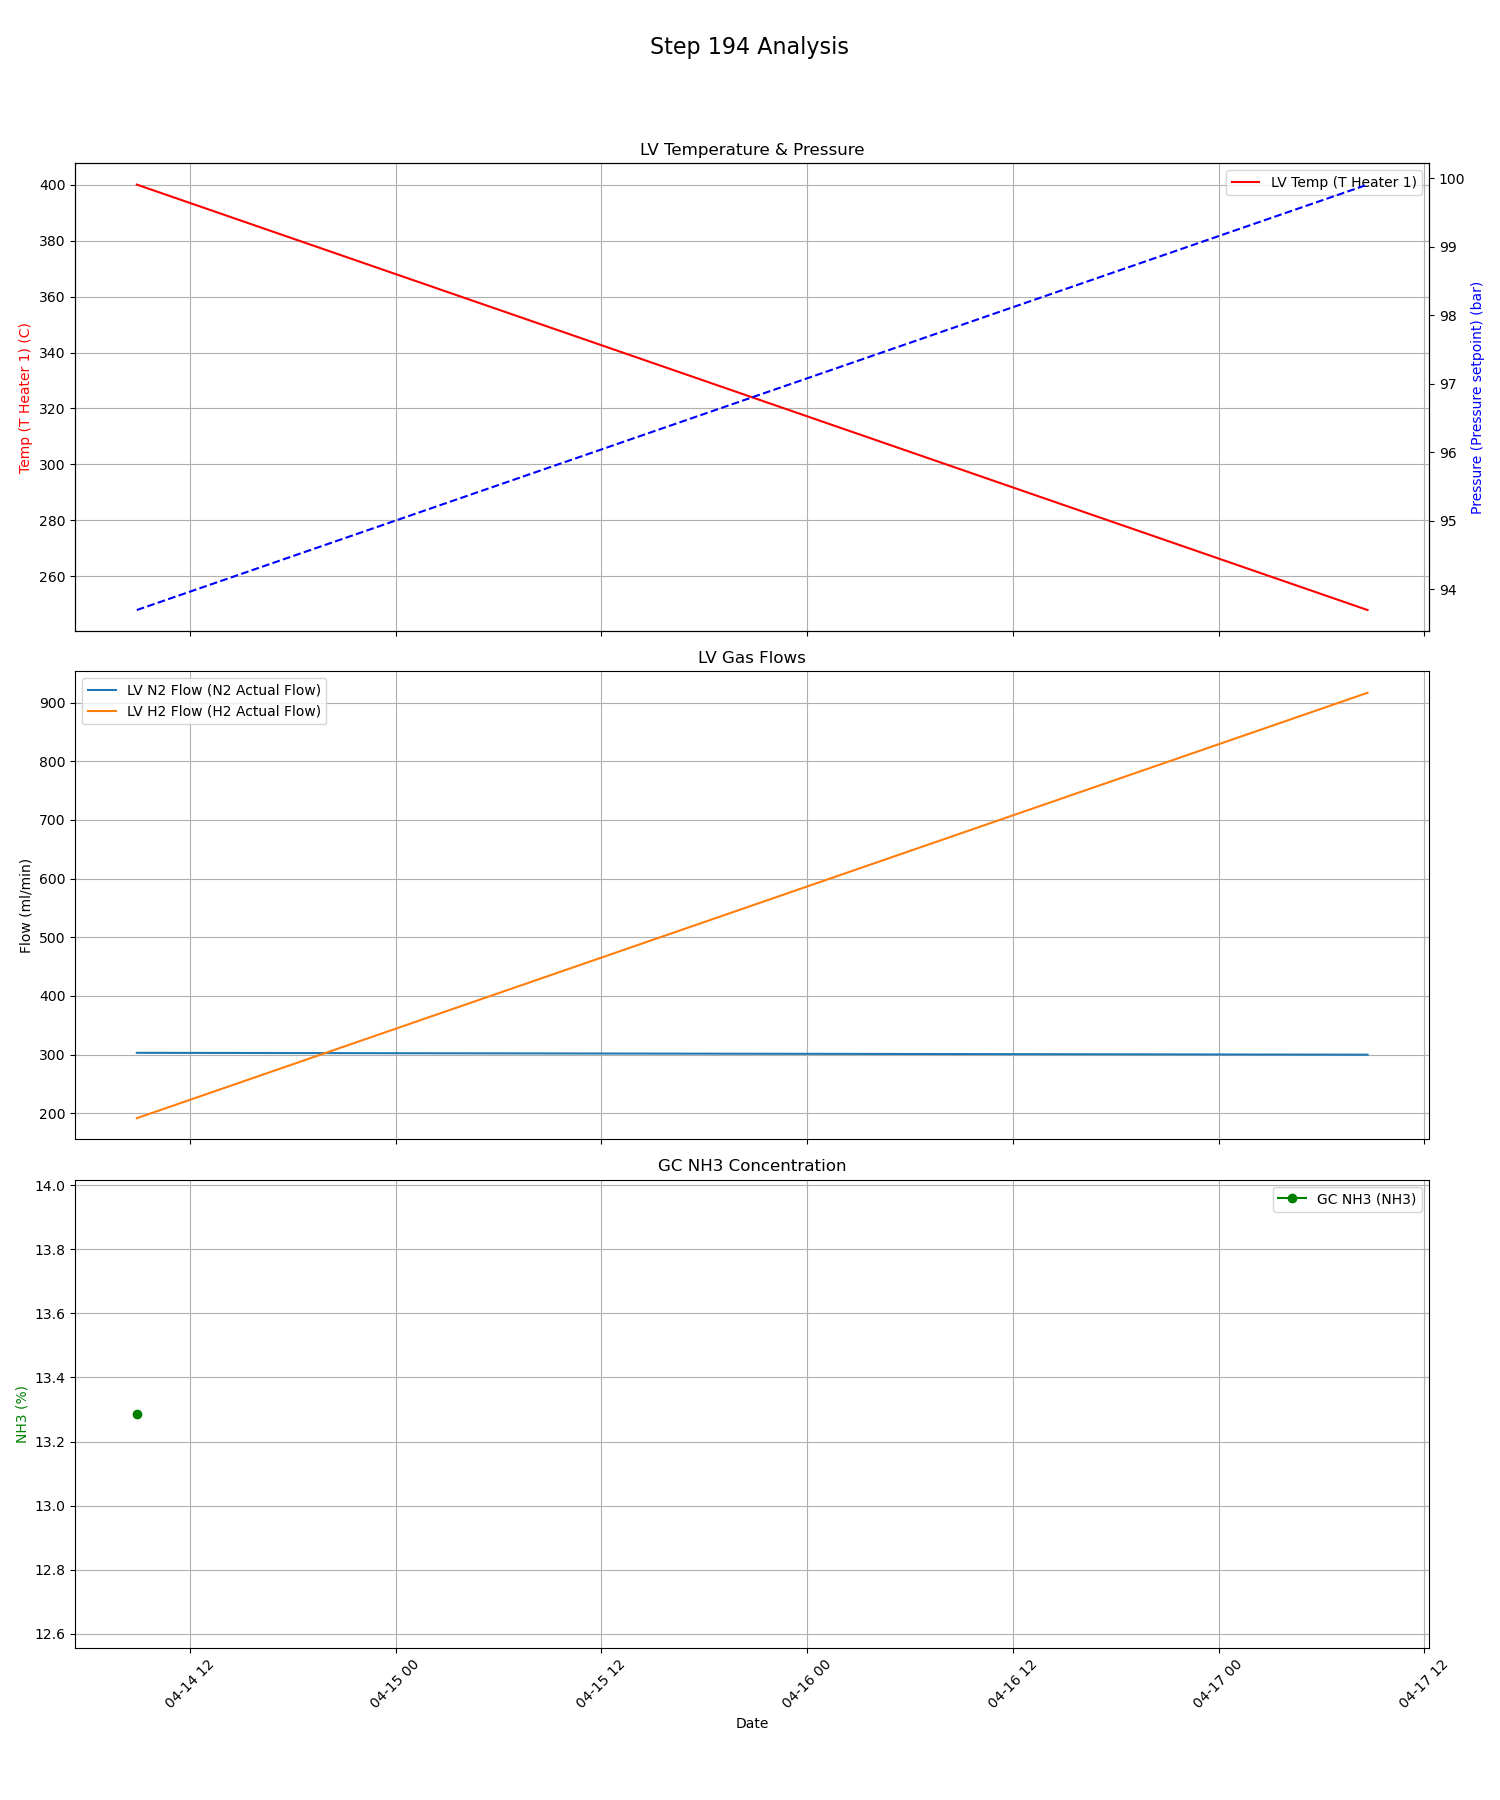 Step 194 Analysis
LV Temperature & Pressure
LV Temp (T Heater 1)
Temp (T Heater 1) (C)
400
380
360
340
320
300
280
260
Pressure (Pressure setpoint) (bar)
100
99
98
97
96
95
94
LV Gas Flows
LV N2 Flow (N2 Actual Flow)
LV H2 Flow (H2 Actual Flow)
Flow (ml/min)
900
800
700
600
500
400
300
200
GC NH3 Concentration
GC NH3 (NH3)
NH3 (%)
14.0
13.8
13.6
13.4
13.2
13.0
12.8
12.6
04-14 12
04-15 00
04-15 12
04-16 00
04-16 12
04-17 00
04-17 12
Date